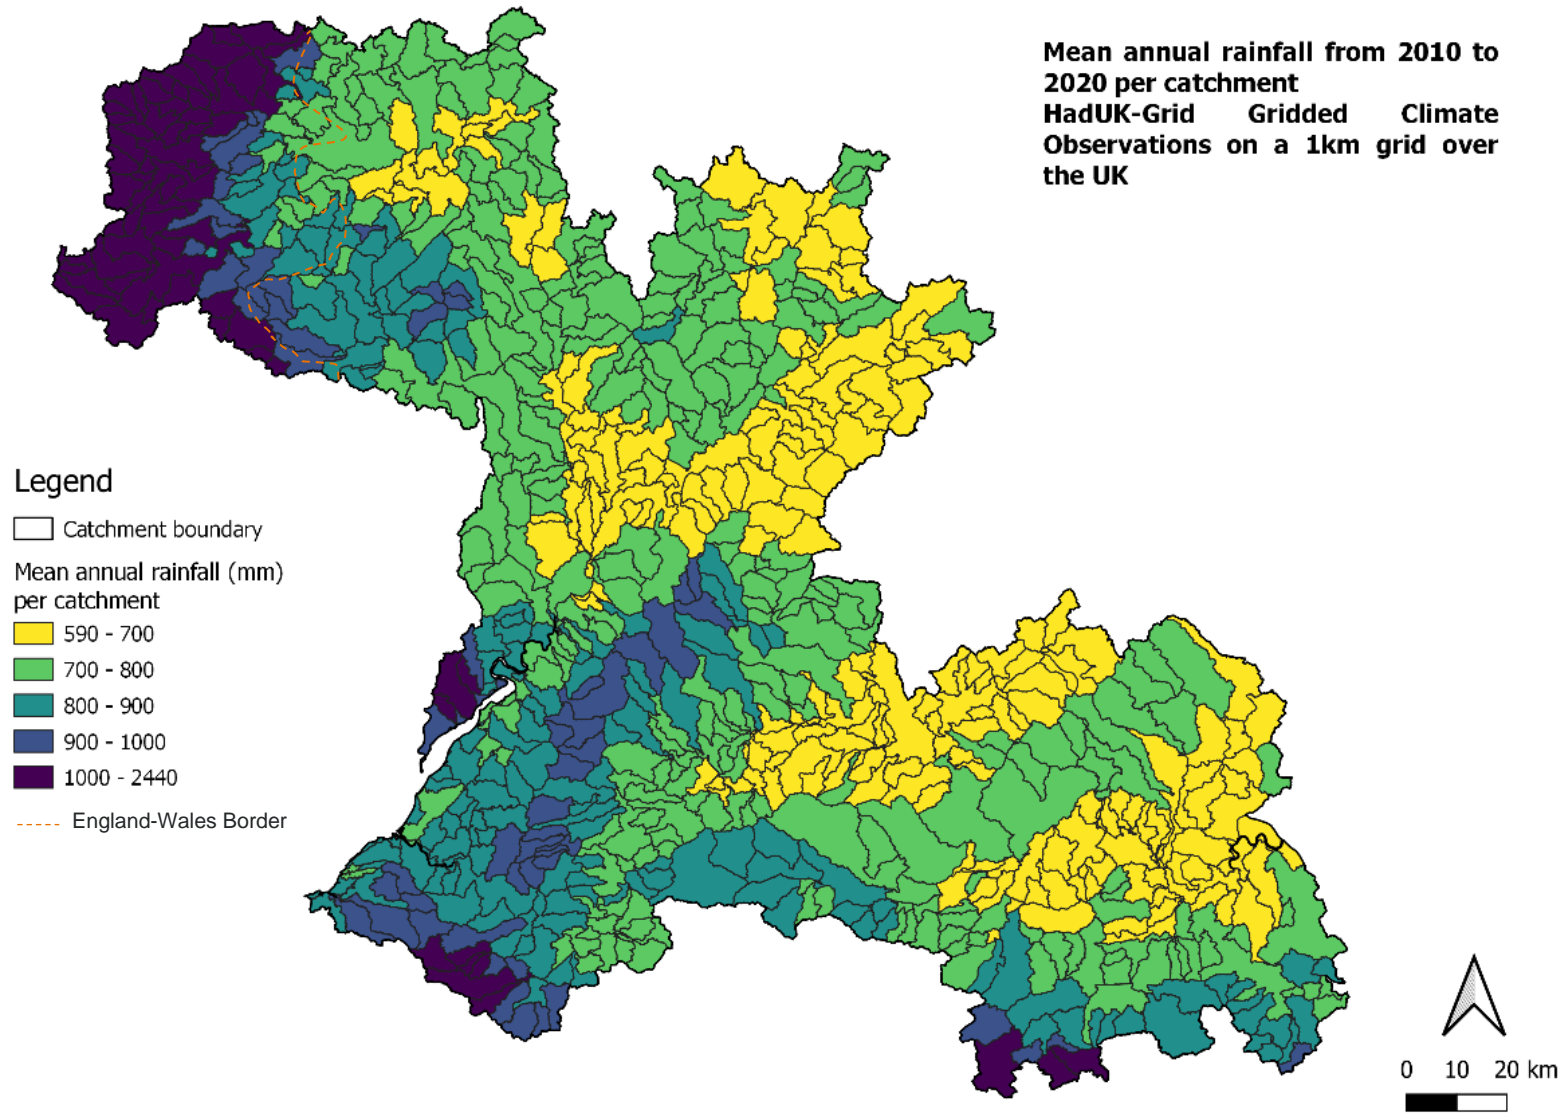 Mean annual rainfall from 2010 to
2020 per catchment
HadUK-Grid Gridded Climate
Observations on a 1km grid over
the UK
Legend
Catchment boundary
Mean annual rainfall (mm)
per catchment
590 - 700
700 - 800
800 - 900
900 - 1000
1000 - 2440
England-Wales Border
0 10 20 km